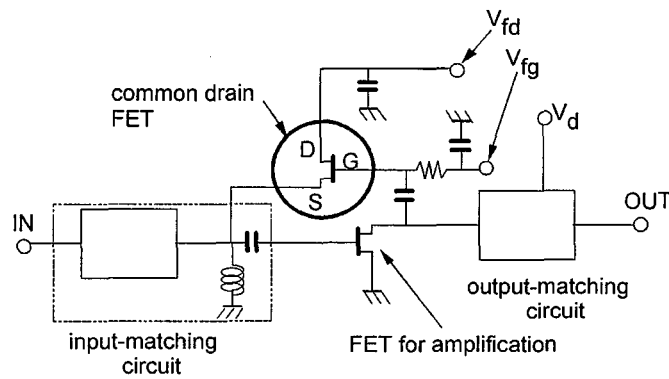 V_fd
V_fg
common drain
FET
D
G
S
V_d
IN
OUT
input-matching
circuit
FET for amplification
output-matching
circuit